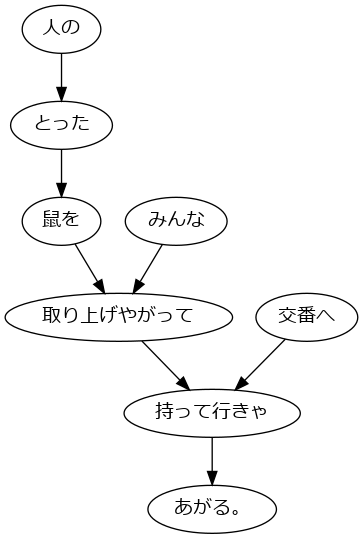 人の
とった
鼠を
みんな
取り上げやがって
交番へ
持って行きゃ
あがる。